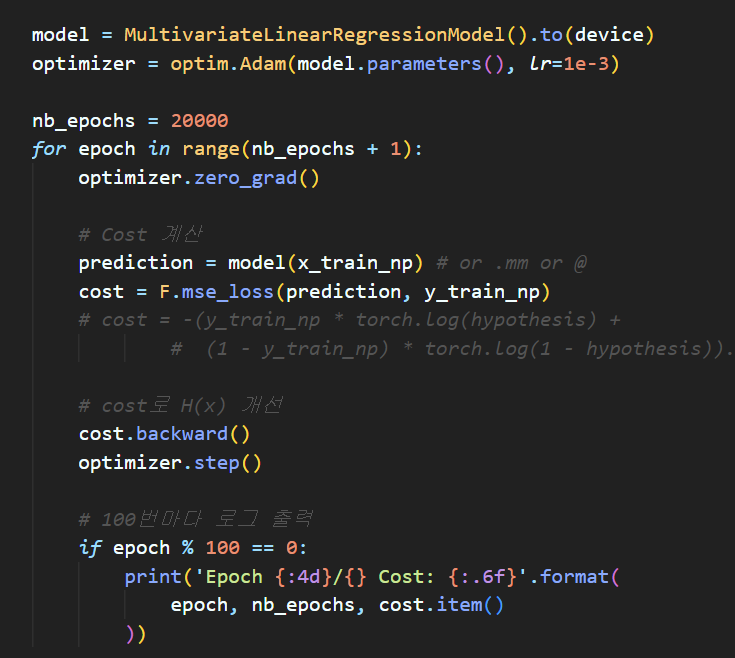 model = MultivariateLinearRegressionModel().to(device)
optimizer = optim.Adam(model.parameters(), lr=1e-3)
nb_epochs = 20000
for epoch in range(nb_epochs + 1):
optimizer.zero_grad()
# Cost 계산
prediction = model(x_train_np) # or .mm or @
cost = F.mse_loss(prediction, y_train_np)
# cost = -(y_train_np * torch.log(hypothesis) +
#  (1 - y_train_np) * torch.log(1 - hypothesis)).
# cost로 H(x) 개선
cost.backward()
optimizer.step()
# 100번마다 로그 출력
if epoch % 100 == 0:
print('Epoch {:4d}/{} Cost: {:.6f}'.format(
epoch, nb_epochs, cost.item()
))